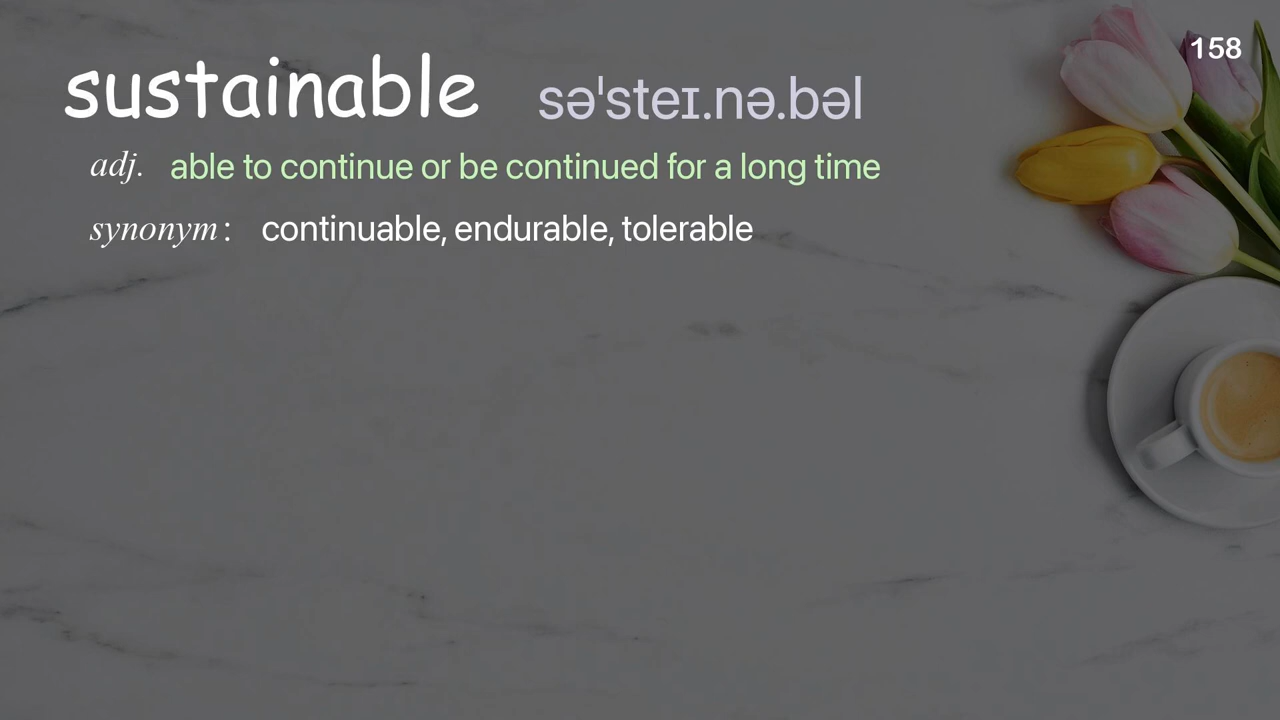 158
sustainable səˈsteɪ.nə.bəl
adj. able to continue or be continued for a long time
synonym : continuable, endurable, tolerable